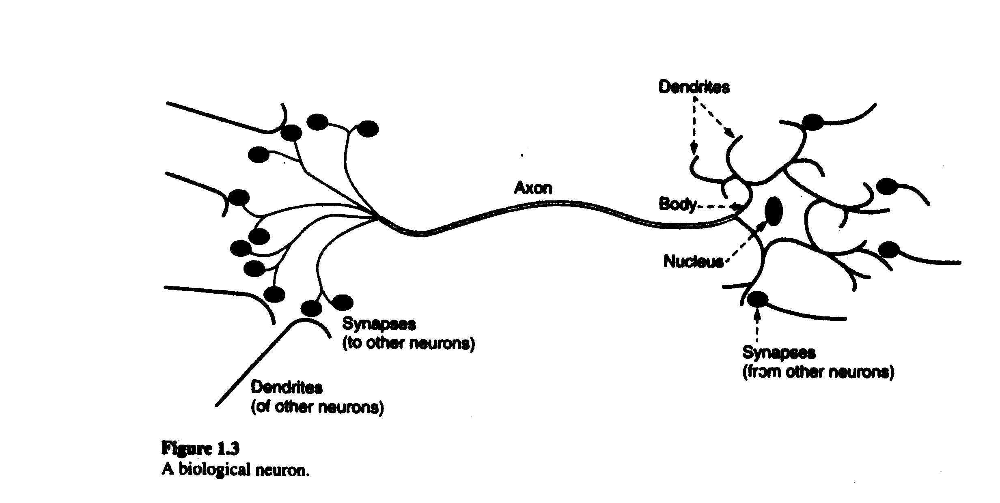 Dendrites
Axon
Body
Nucleus
Synapses
(to other neurons)
Synapses
(from other neurons)
Dendrites
(of other neurons)
Figure 1.3
A biological neuron.